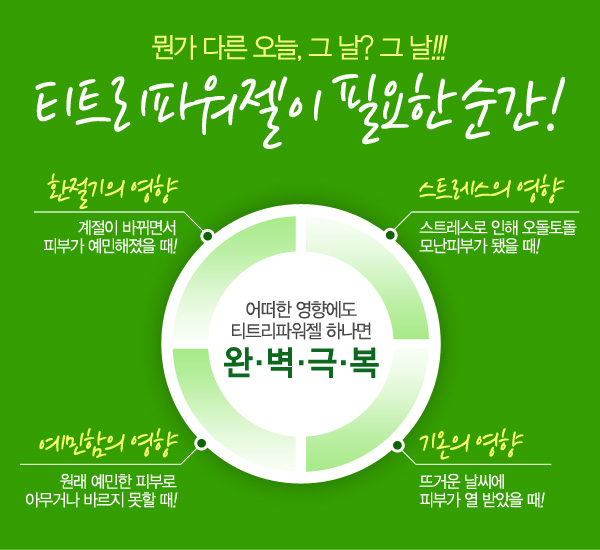 뭔가 다른 오늘, 그 날? 그 날!!!
티트리파워젤이 필요한 순간!
환절기의 영향
계절이 바뀌면서
피부가 예민해졌을 때!
스트레스의 영향
스트레스로 인해 오돌토돌
모난피부가 됐을 때!
어떠한 영향에도
티트리파워젤 하나면
완·벽·극·복
예민함의 영향
원래 예민한 피부로
아무거나 바르지 못할 때!
기온의 영향
뜨거운 날씨에
피부가 열 받았을 때!